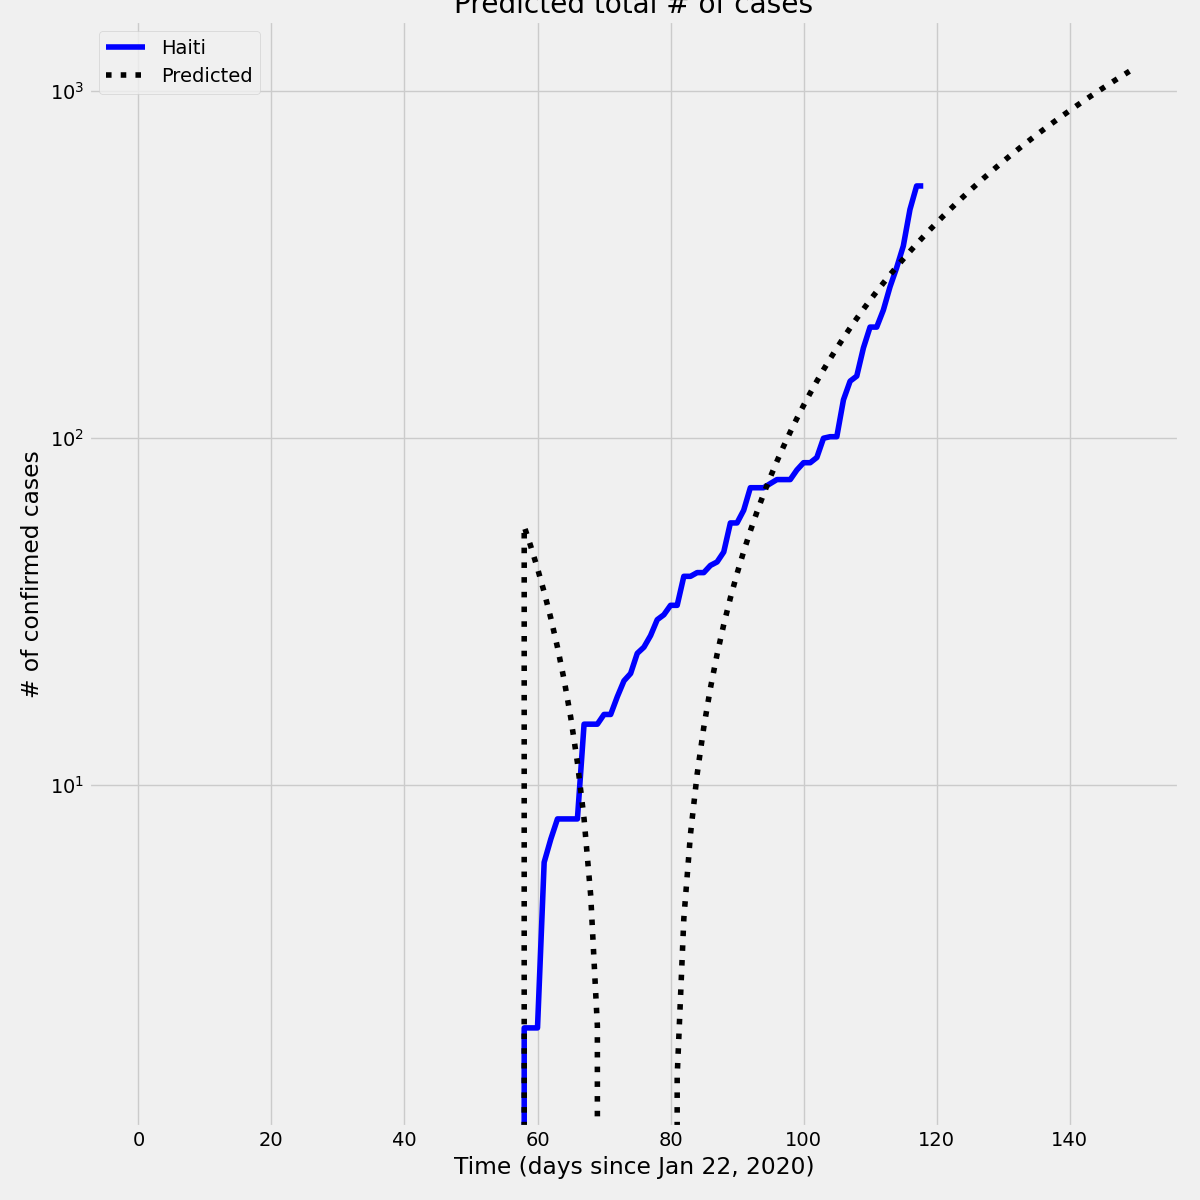 Predicted total # of cases
Haiti
Predicted
10³
10²
10¹
# of confirmed cases
0 20 40 60 80 100 120 140
Time (days since Jan 22, 2020)